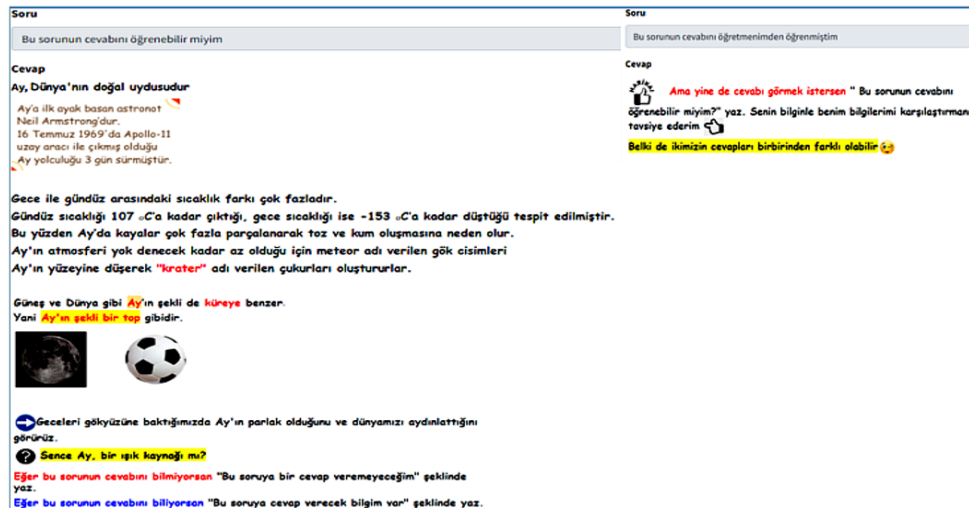 Soru
Bu sorunun cevabını öğrenebilir miyim
Cevap
Ay, Dünya'nın doğal uydusudur
Ay'a ilk ayak basan astronot
Neil Armstrong'dur.
16 Temmuz 1969'da Apollo-11
uzay aracı ile çıkmış olduğu
Ay yolculuğu 3 gün sürmüştür.
Gece ile gündüz arasındaki sıcaklık farkı çok fazladır.
Gündüz sıcaklığı 107 oC'a kadar çıktığı, gece sıcaklığı ise -153 oC'a kadar düştüğü tespit edilmiştir.
Bu yüzden Ay'da kayalar çok fazla parçalanarak toz ve kum oluşmasına neden olur.
Ay'ın atmosferi yok denecek kadar az olduğu için meteor adı verilen gök cisimleri
Ay'ın yüzeyine düşerek "krater" adı verilen çukurları oluştururlar.
Güneş ve Dünya gibi Ay'ın şekli de küreye benzer.
Yani Ay'ın şekli bir top gibidir.
Geceleri gökyüzüne baktığımızda Ay'ın parlak olduğunu ve dünyamızı aydınlattığını
görürüz.
? Sence Ay, bir ışık kaynağı mı?
Eğer bu sorunun cevabını bilmiyorsan "Bu soruya bir cevap veremeyeceğim" şeklinde
yaz.
Eğer bu sorunun cevabını biliyorsan "Bu soruya cevap verecek bilgim var" şeklinde yaz.
Soru
Bu sorunun cevabını öğretmenimden öğrenmiştim
Cevap
Ama yine de cevabı görmek istersen " Bu sorunun cevabını
öğrenebilir miyim?" yaz. Senin bilginle benim bilgilerimi karşılaştırman
tavsiye ederim
Belki de ikimizin cevapları birbirinden farklı olabilir